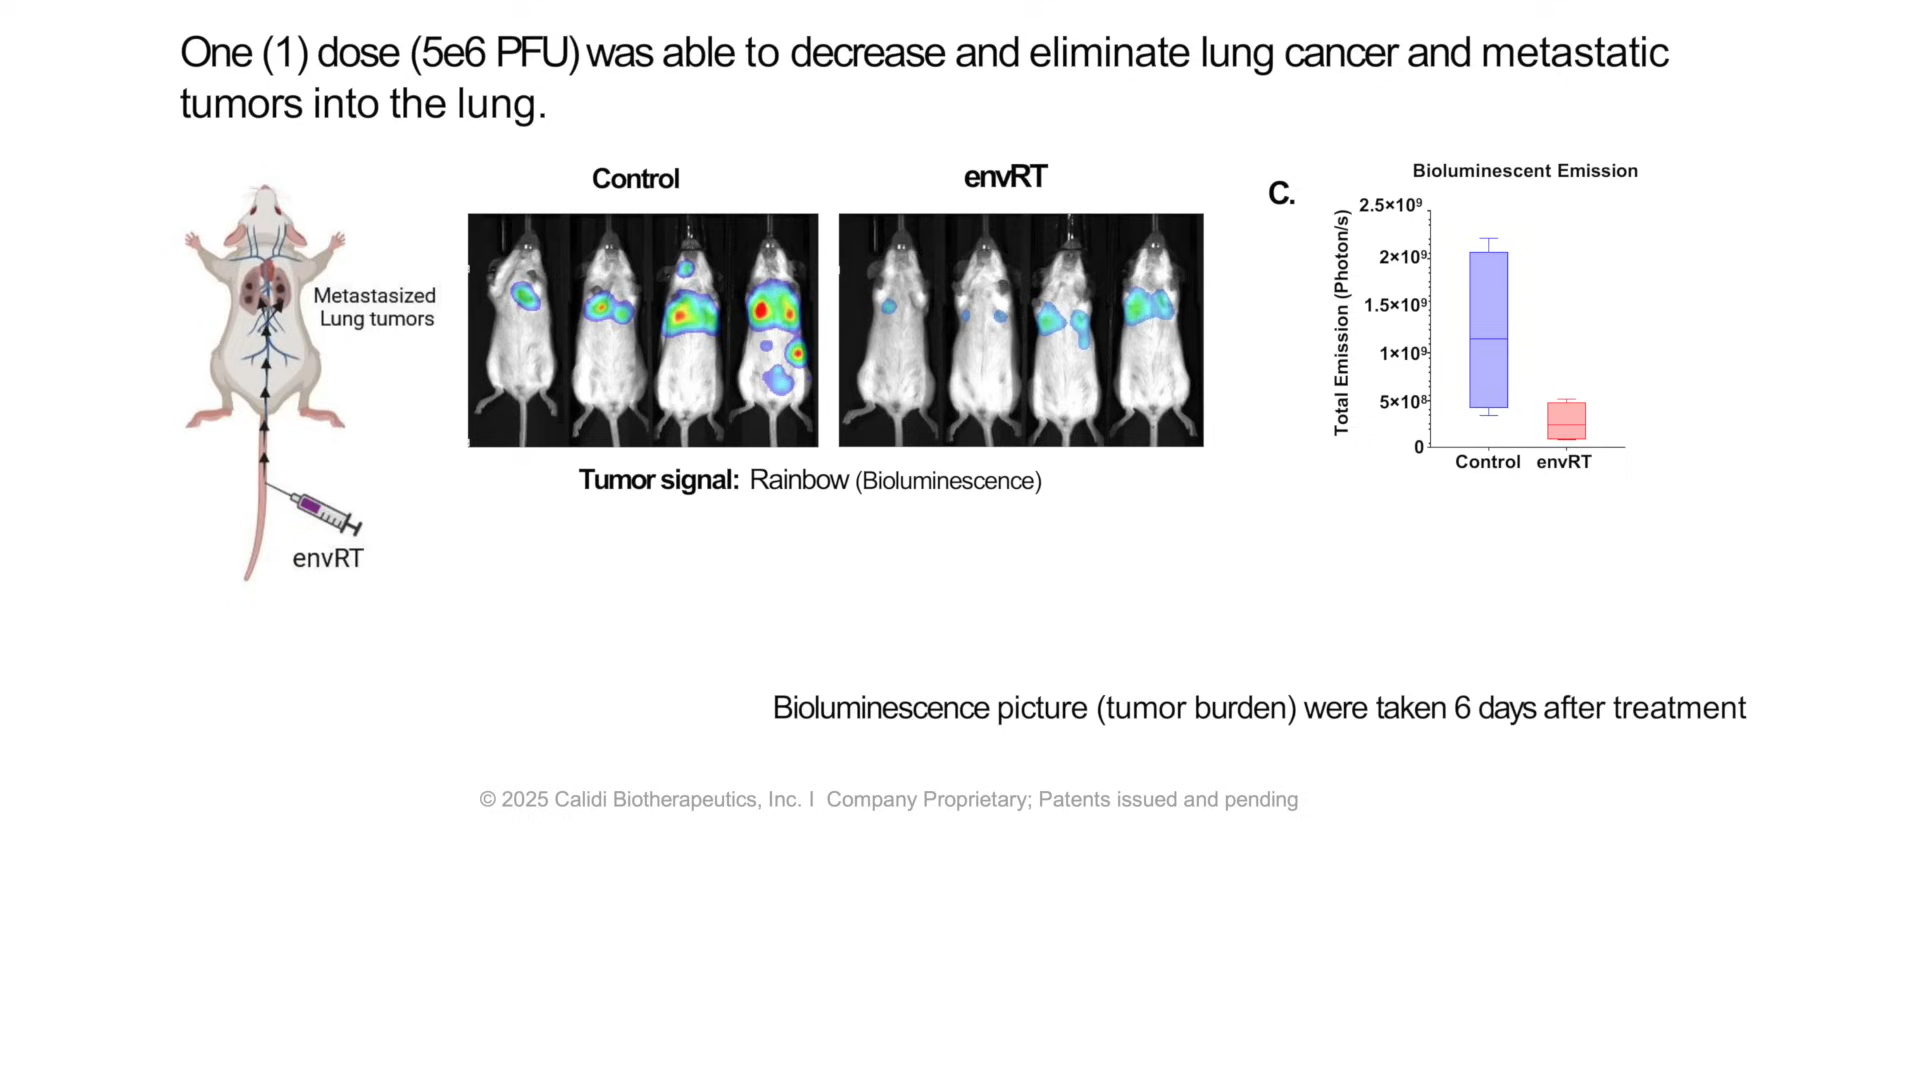 One (1) dose (5e6 PFU) was able to decrease and eliminate lung cancer and metastatic
tumors into the lung.
Control
envRT
C.
Bioluminescent Emission
Metastasized
Lung tumors
envRT
Total Emission (Photon/s)
2.5×10⁹
2×10⁹
1.5×10⁹
1×10⁹
5×10⁸
0
Control envRT
Tumor signal: Rainbow (Bioluminescence)
Bioluminescence picture (tumor burden) were taken 6 days after treatment
© 2025 Calidi Biotherapeutics, Inc. I Company Proprietary; Patents issued and pending